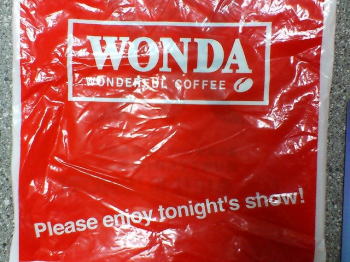 WONDA
WONDERFUL COFFEE
Please enjoy tonight's show!